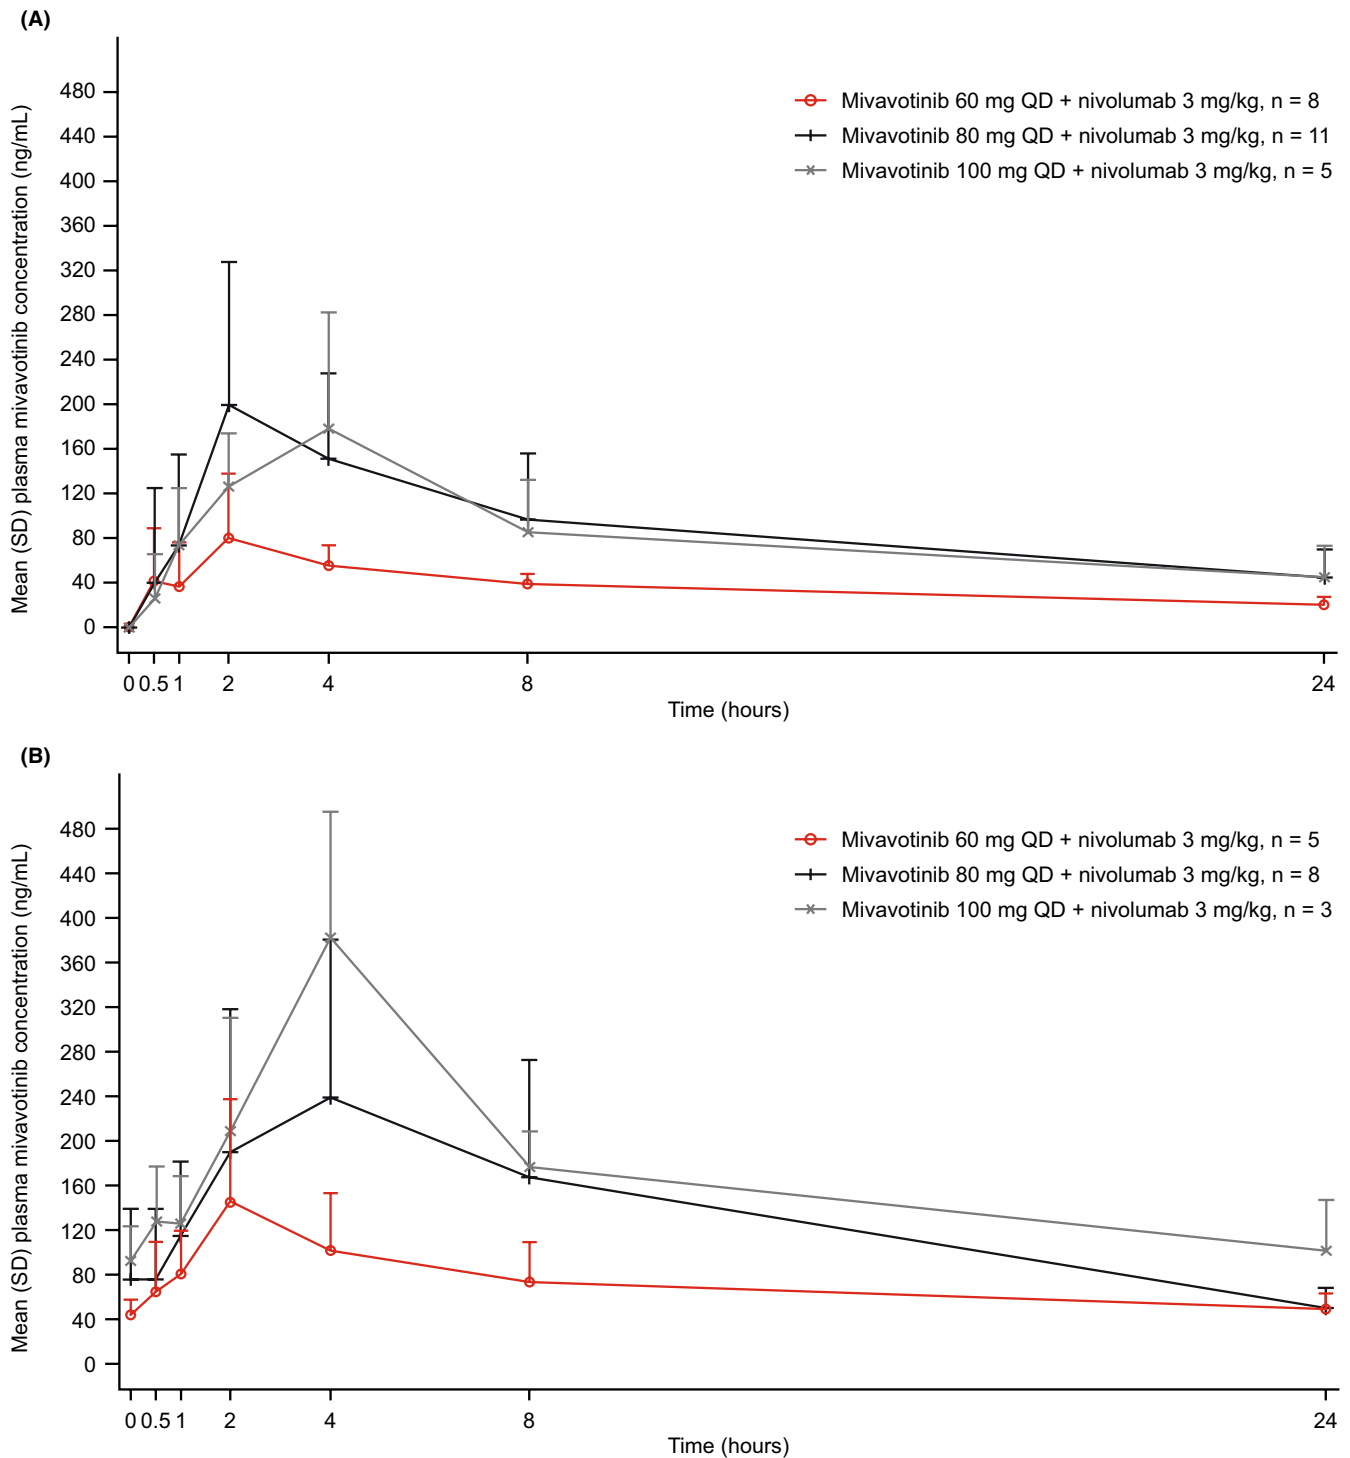 (A)
Mean (SD) plasma mivavotinib concentration (ng/mL)
480
440
400
360
320
280
240
200
160
120
80
40
0
Mivavotinib 60 mg QD + nivolumab 3 mg/kg, n = 8
Mivavotinib 80 mg QD + nivolumab 3 mg/kg, n = 11
Mivavotinib 100 mg QD + nivolumab 3 mg/kg, n = 5
0 0.5 1 2 4 8 24
Time (hours)
(B)
Mean (SD) plasma mivavotinib concentration (ng/mL)
480
440
400
360
320
280
240
200
160
120
80
40
0
Mivavotinib 60 mg QD + nivolumab 3 mg/kg, n = 5
Mivavotinib 80 mg QD + nivolumab 3 mg/kg, n = 8
Mivavotinib 100 mg QD + nivolumab 3 mg/kg, n = 3
0 0.5 1 2 4 8 24
Time (hours)